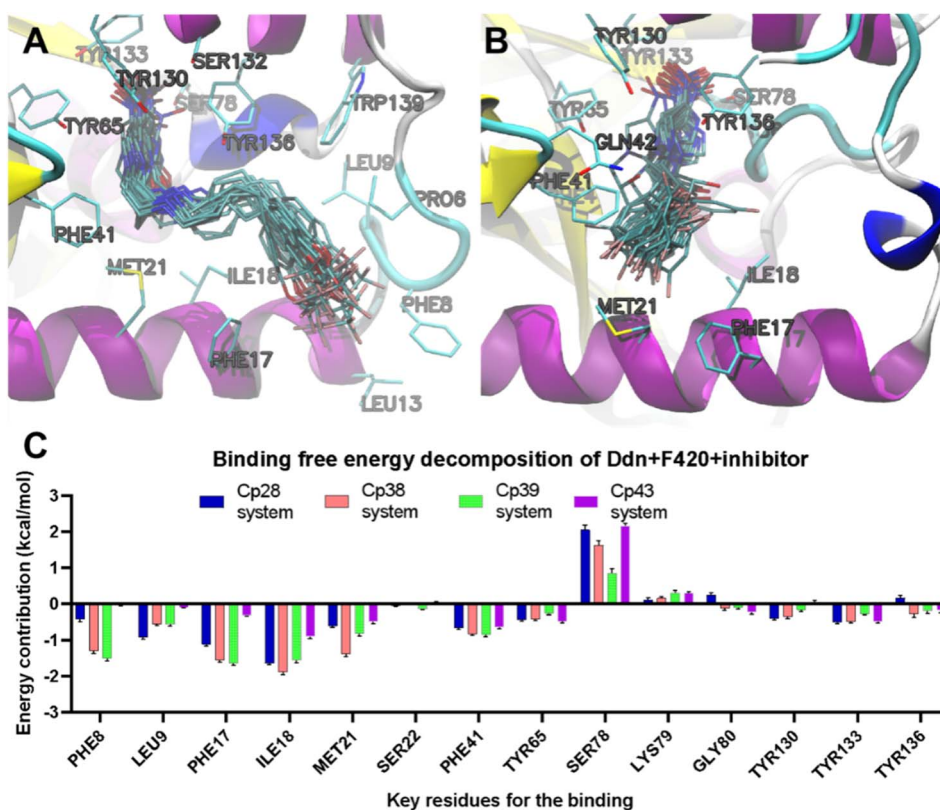 A
TYR133
SER132
TYR130
SER78
TRP139
TYR65
TYR136
LEU9
PRO6
PHE41
MET21
ILE18
PHE8
PHE17
LEU13
B
TYR130
TYR133
TYR65
SER78
GLN42
TYR136
PHE41
ILE18
MET21
PHE17
C
Binding free energy decomposition of Ddn+F420+inhibitor
Cp28 system
Cp38 system
Cp39 system
Cp43 system
Energy contribution (kcal/mol)
3
2
1
0
-1
-2
-3
PHE8
LEU9
PHE17
ILE18
MET21
SER22
PHE41
TYR65
SER78
LYS79
GLY80
TYR130
TYR133
TYR136
Key residues for the binding